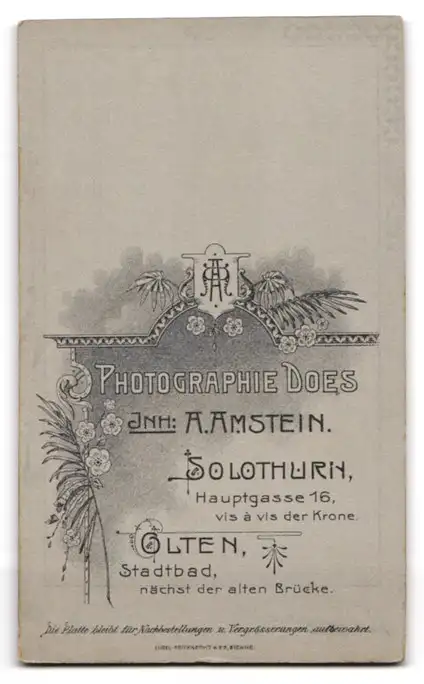 PHOTOGRAPHIE DOES
INH: A. AMSTEIN.
SOLOTHURN,
Hauptgasse 16,
vis à vis der Krone.
OLTEN,
Stadtbad,
nächst der alten Brücke.
Die Platte bleibt für Nachbestellungen u. Vergrösserungen aufbewahrt.